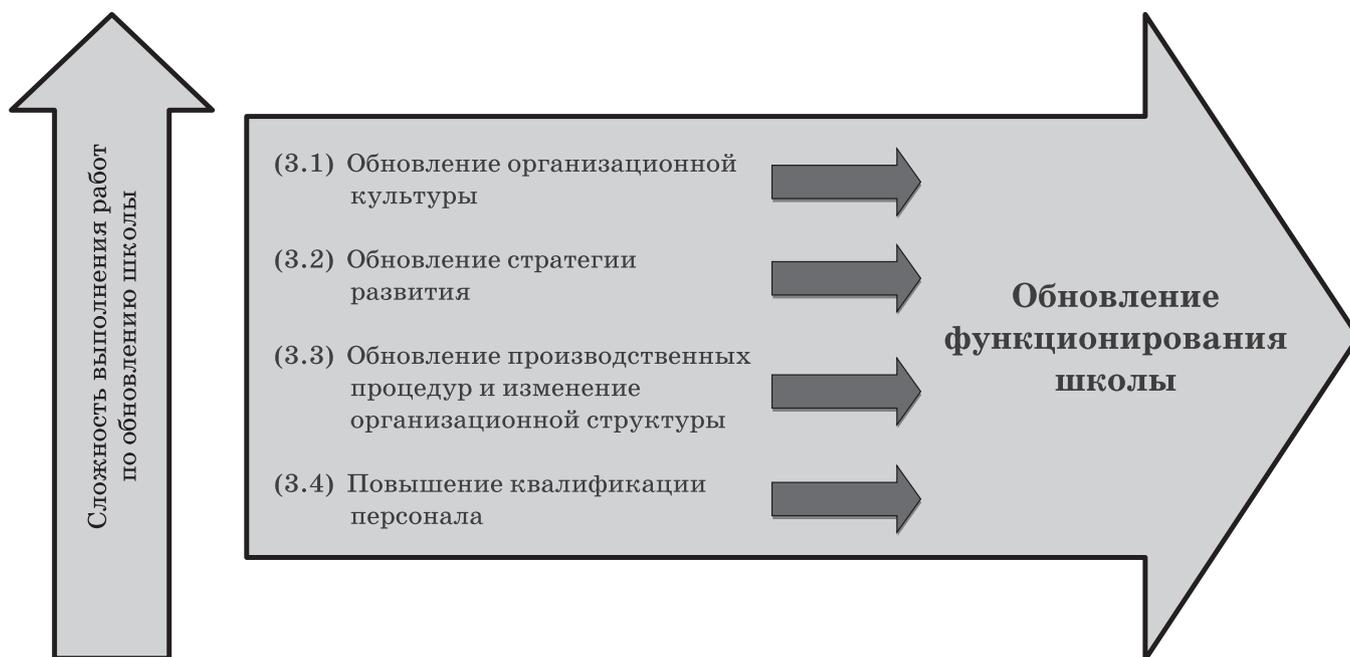 Сложность выполнения работ
по обновлению школы
(3.1) Обновление организационной
культуры
(3.2) Обновление стратегии
развития
(3.3) Обновление производственных
процедур и изменение
организационной структуры
(3.4) Повышение квалификации
персонала
Обновление
функционирования
школы